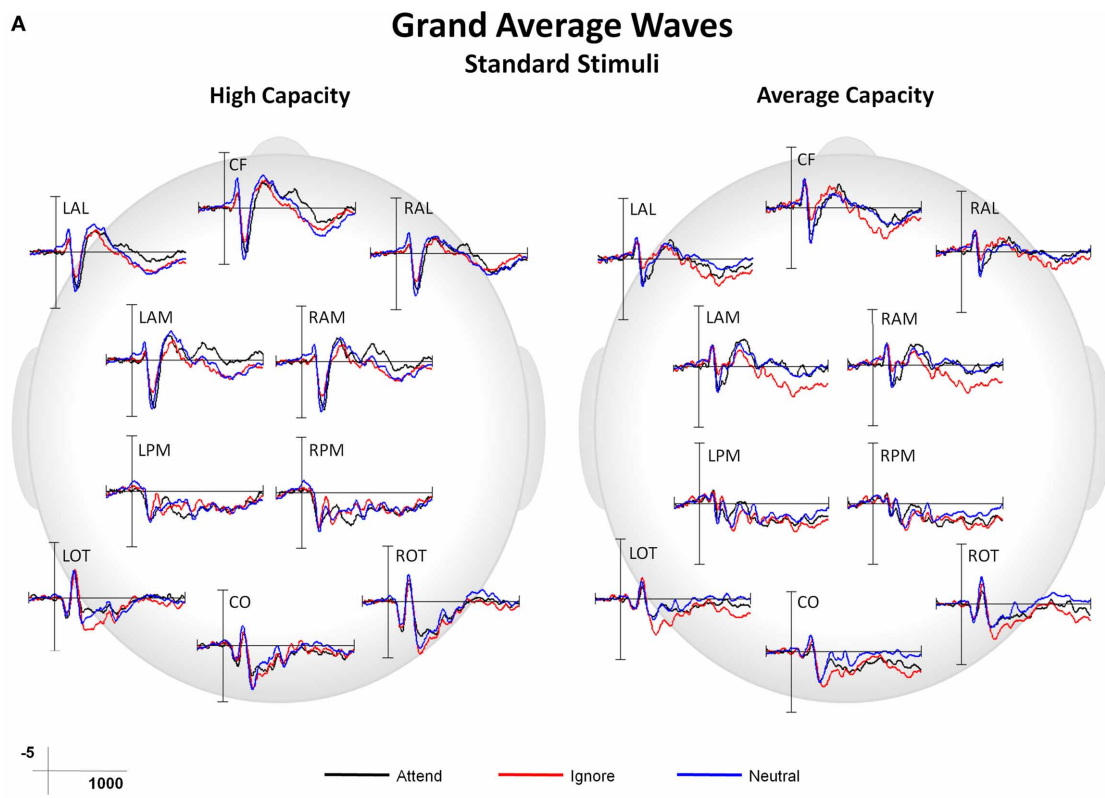 A
Grand Average Waves
Standard Stimuli
High Capacity
Average Capacity
CF
LAL
RAL
LAM
RAM
LPM
RPM
LOT
ROT
CO
CF
LAL
RAL
LAM
RAM
LPM
RPM
LOT
ROT
CO
-5
1000
Attend
Ignore
Neutral